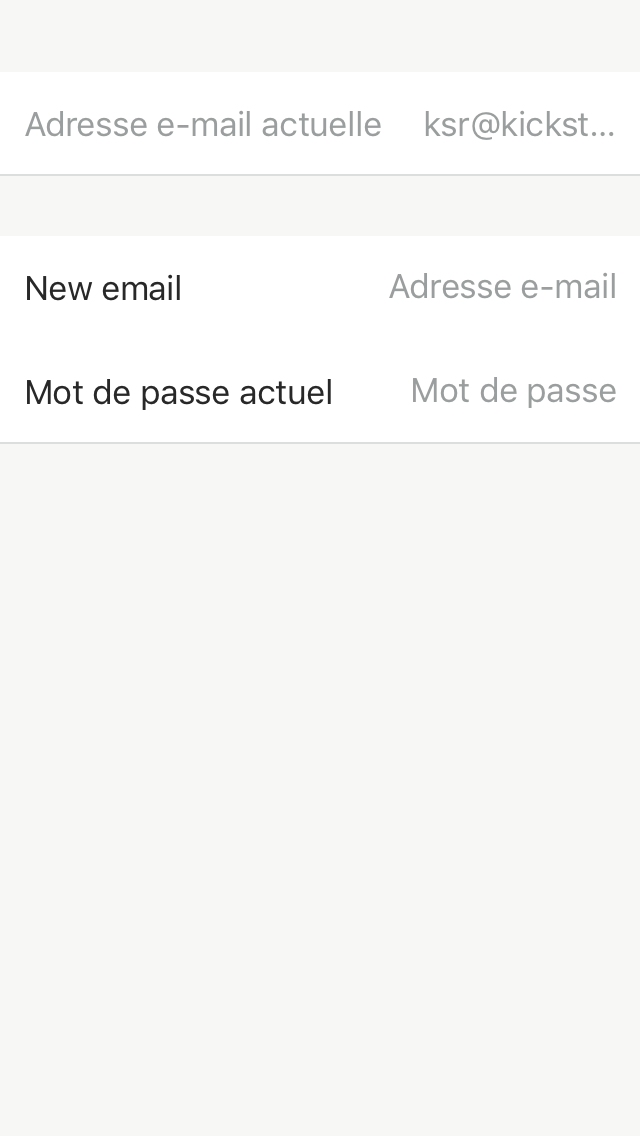 Adresse e-mail actuelle ksr@kickst...
New email Adresse e-mail
Mot de passe actuel Mot de passe